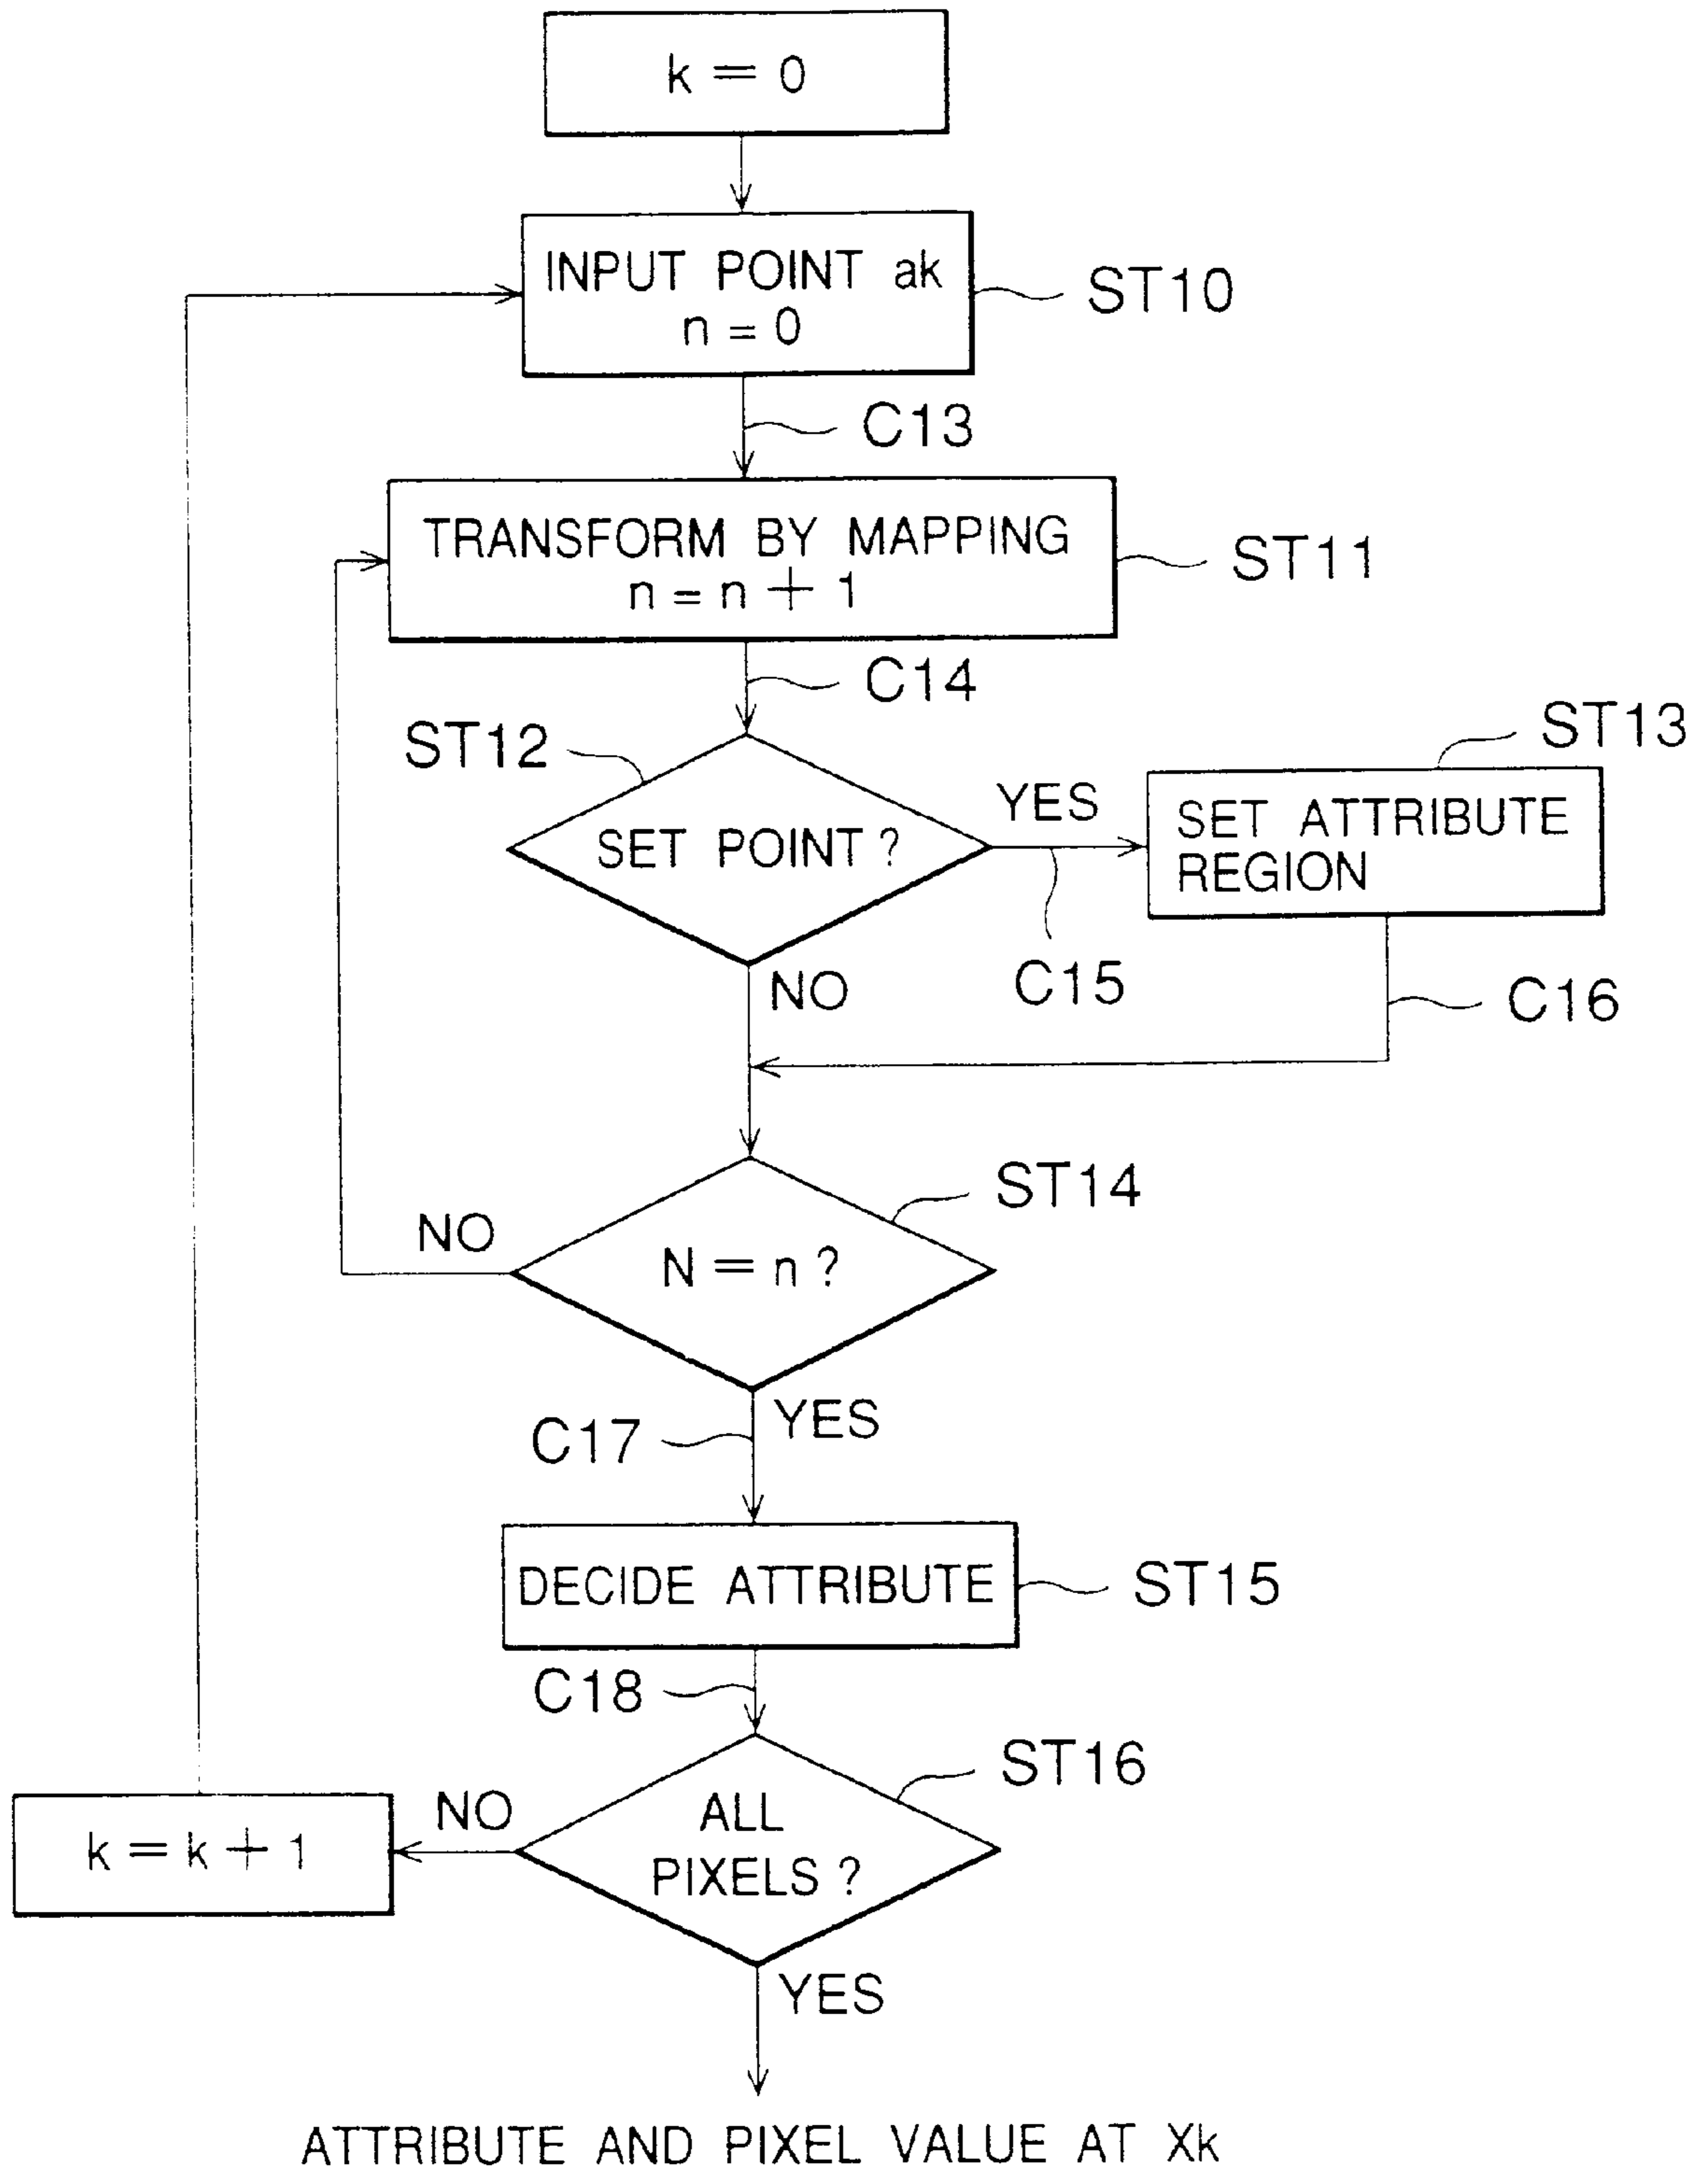 k = 0
INPUT POINT ak
n = 0
ST10
C13
TRANSFORM BY MAPPING
n = n + 1
ST11
C14
ST12
SET POINT ?
YES
ST13
SET ATTRIBUTE
REGION
C15
NO
C16
ST14
N = n ?
NO
YES
C17
DECIDE ATTRIBUTE
ST15
C18
ST16
ALL
PIXELS ?
NO
k = k + 1
YES
ATTRIBUTE AND PIXEL VALUE AT Xk